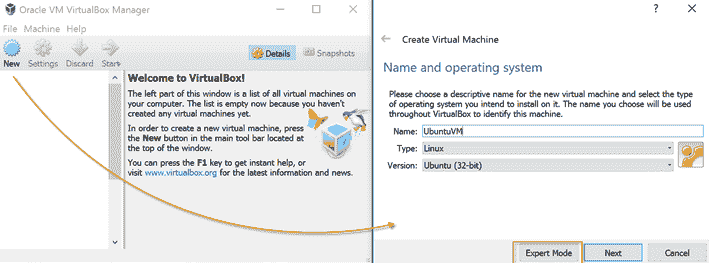 Oracle VM VirtualBox Manager
File Machine Help
New Settings Discard Start
Details Snapshots
Welcome to VirtualBox!
The left part of this window is a list of all virtual machines on
your computer. The list is empty now because you haven't
created any virtual machines yet.
In order to create a new virtual machine, press
the New button in the main tool bar located at
the top of the window.
You can press the F1 key to get instant help, or
visit www.virtualbox.org for the latest information and news.
?
Create Virtual Machine
Name and operating system
Please choose a descriptive name for the new virtual machine and select the type
of operating system you intend to install on it. The name you choose will be used
throughout VirtualBox to identify this machine.
Name: UbuntuVM
Type: Linux
Version: Ubuntu (32-bit)
Expert Mode Next Cancel